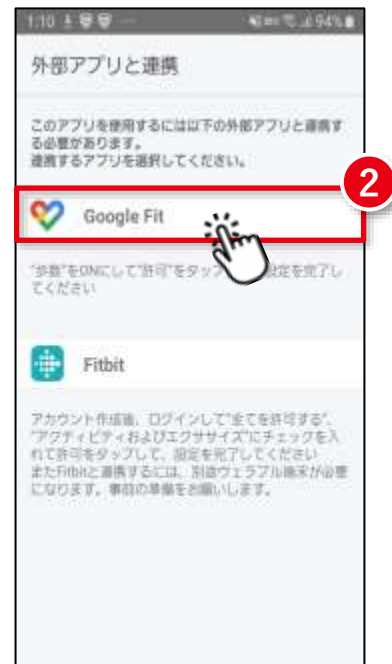 1:10
94%
外部アプリと連携
このアプリを使用するには以下の外部アプリと連携す
る必要があります。
連携するアプリを選択してください。
2
Google Fit
"歩数"をONにして"許可"をタップ 設定を完了し
てください
Fitbit
アカウント作成後、ログインして"全てを許可する"、
"アクティビティおよびエクササイズ"にチェックを入
れて許可をタップして、設定を完了してください
またFitbitと連携するには、別途ウェラブル端末が必要
になります。事前の準備をお願いします。